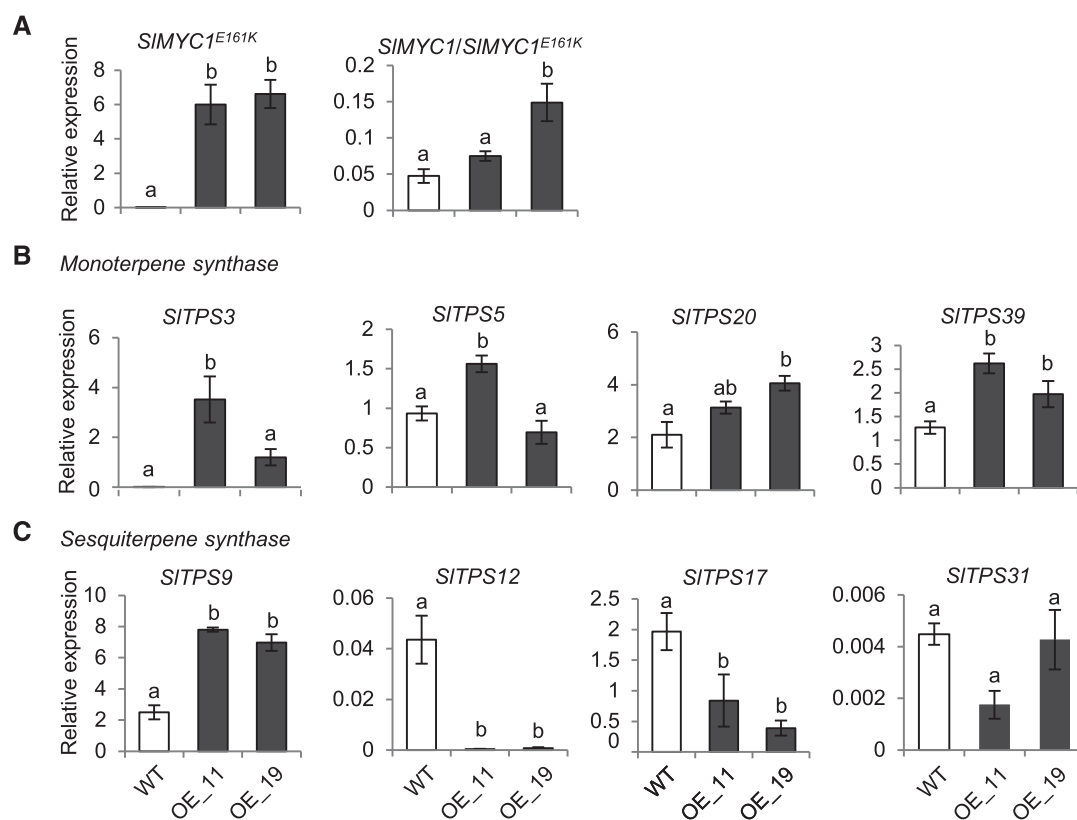 A
SlMYC1E161K
SlMYC1/SlMYC1E161K
Relative expression
8
6
4
2
0
a
b
b
0.2
0.15
0.1
0.05
0
a
a
b
B
Monoterpene synthase
SlTPS3
SlTPS5
SlTPS20
SlTPS39
Relative expression
6
4
2
0
a
b
a
2
1.5
1
0.5
0
a
b
a
6
4
2
0
a
ab
b
3
2.5
2
1.5
1
0.5
0
a
b
b
C
Sesquiterpene synthase
SlTPS9
SlTPS12
SlTPS17
SlTPS31
Relative expression
10
8
6
4
2
0
a
b
b
0.06
0.04
0.02
0
a
b
b
2.5
2
1.5
1
0.5
0
a
b
b
0.006
0.004
0.002
0
a
a
a
WT
OE_11
OE_19
WT
OE_11
OE_19
WT
OE_11
OE_19
WT
OE_11
OE_19